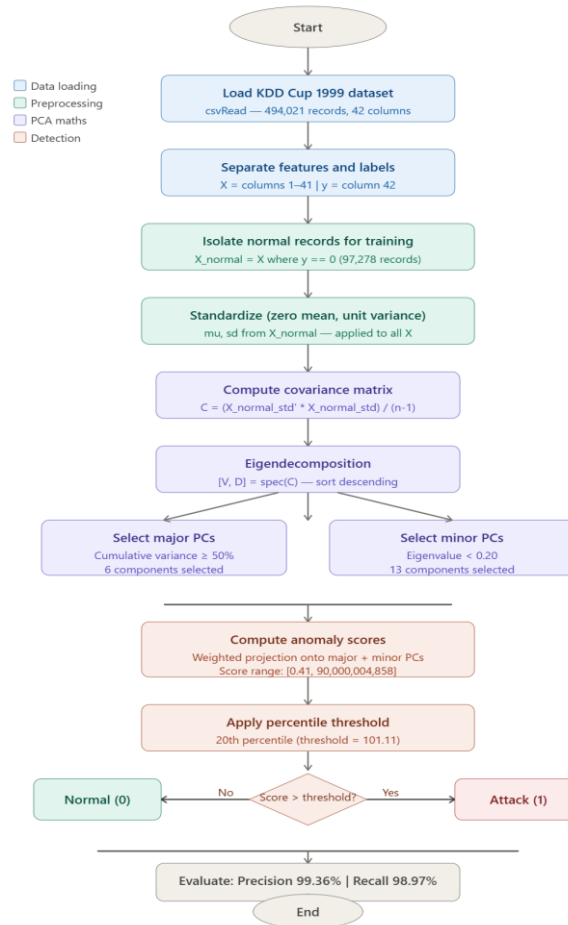 Start
Data loading
Preprocessing
PCA maths
Detection
Load KDD Cup 1999 dataset
csvRead — 494,021 records, 42 columns
Separate features and labels
X = columns 1–41 | y = column 42
Isolate normal records for training
X_normal = X where y == 0 (97,278 records)
Standardize (zero mean, unit variance)
mu, sd from X_normal — applied to all X
Compute covariance matrix
C = (X_normal_std' * X_normal_std) / (n-1)
Eigendecomposition
[V, D] = spec(C) — sort descending
Select major PCs
Cumulative variance ≥ 50%
6 components selected
Select minor PCs
Eigenvalue < 0.20
13 components selected
Compute anomaly scores
Weighted projection onto major + minor PCs
Score range: [0.41, 90,000,004,858]
Apply percentile threshold
20th percentile (threshold = 101.11)
Score > threshold?
No
Yes
Normal (0)
Attack (1)
Evaluate: Precision 99.36% | Recall 98.97%
End